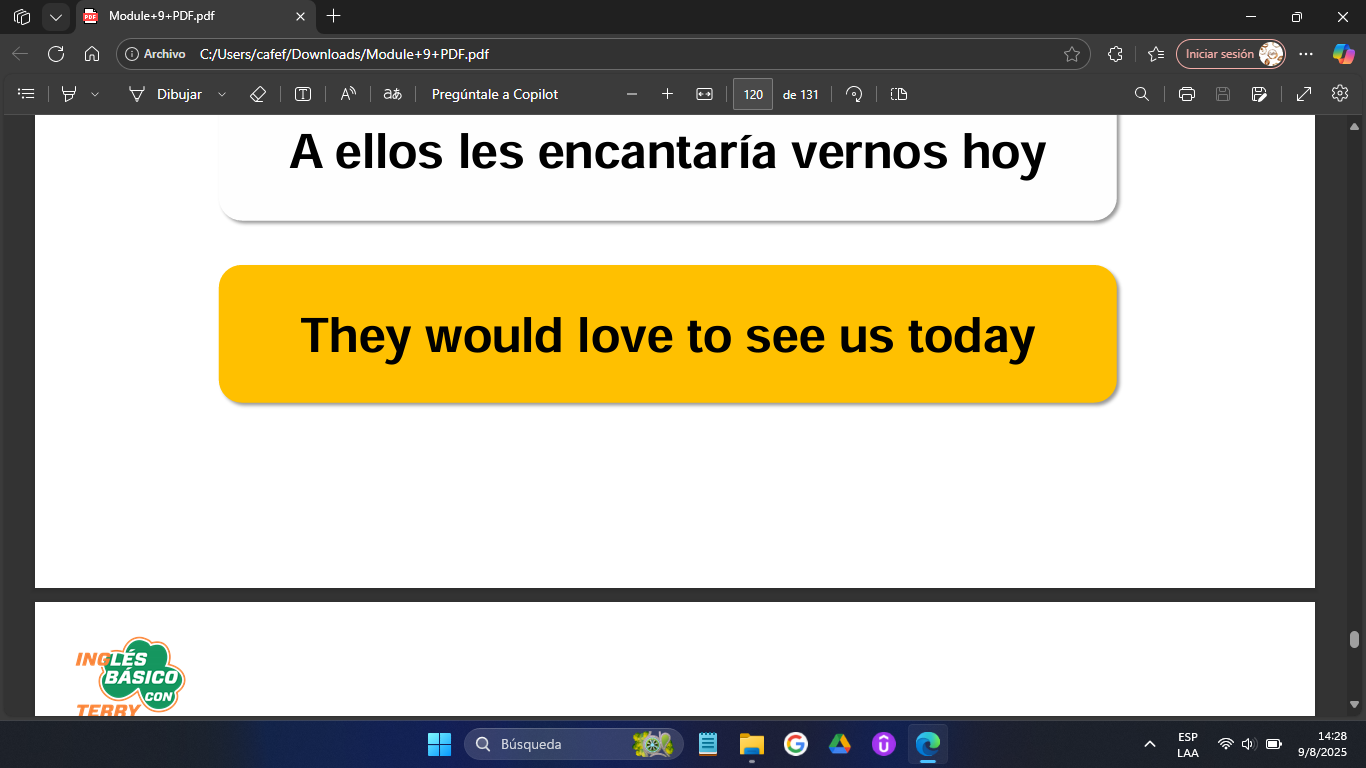 Module+9+PDF.pdf
Archivo C:/Users/cafef/Downloads/Module+9+PDF.pdf Iniciar sesión
Dibujar Pregúntale a Copilot 120 de 131
A ellos les encantaría vernos hoy
They would love to see us today
INGLÉS
BÁSICO
CON
TERRY
Búsqueda
ESP
LAA
14:28
9/8/2025